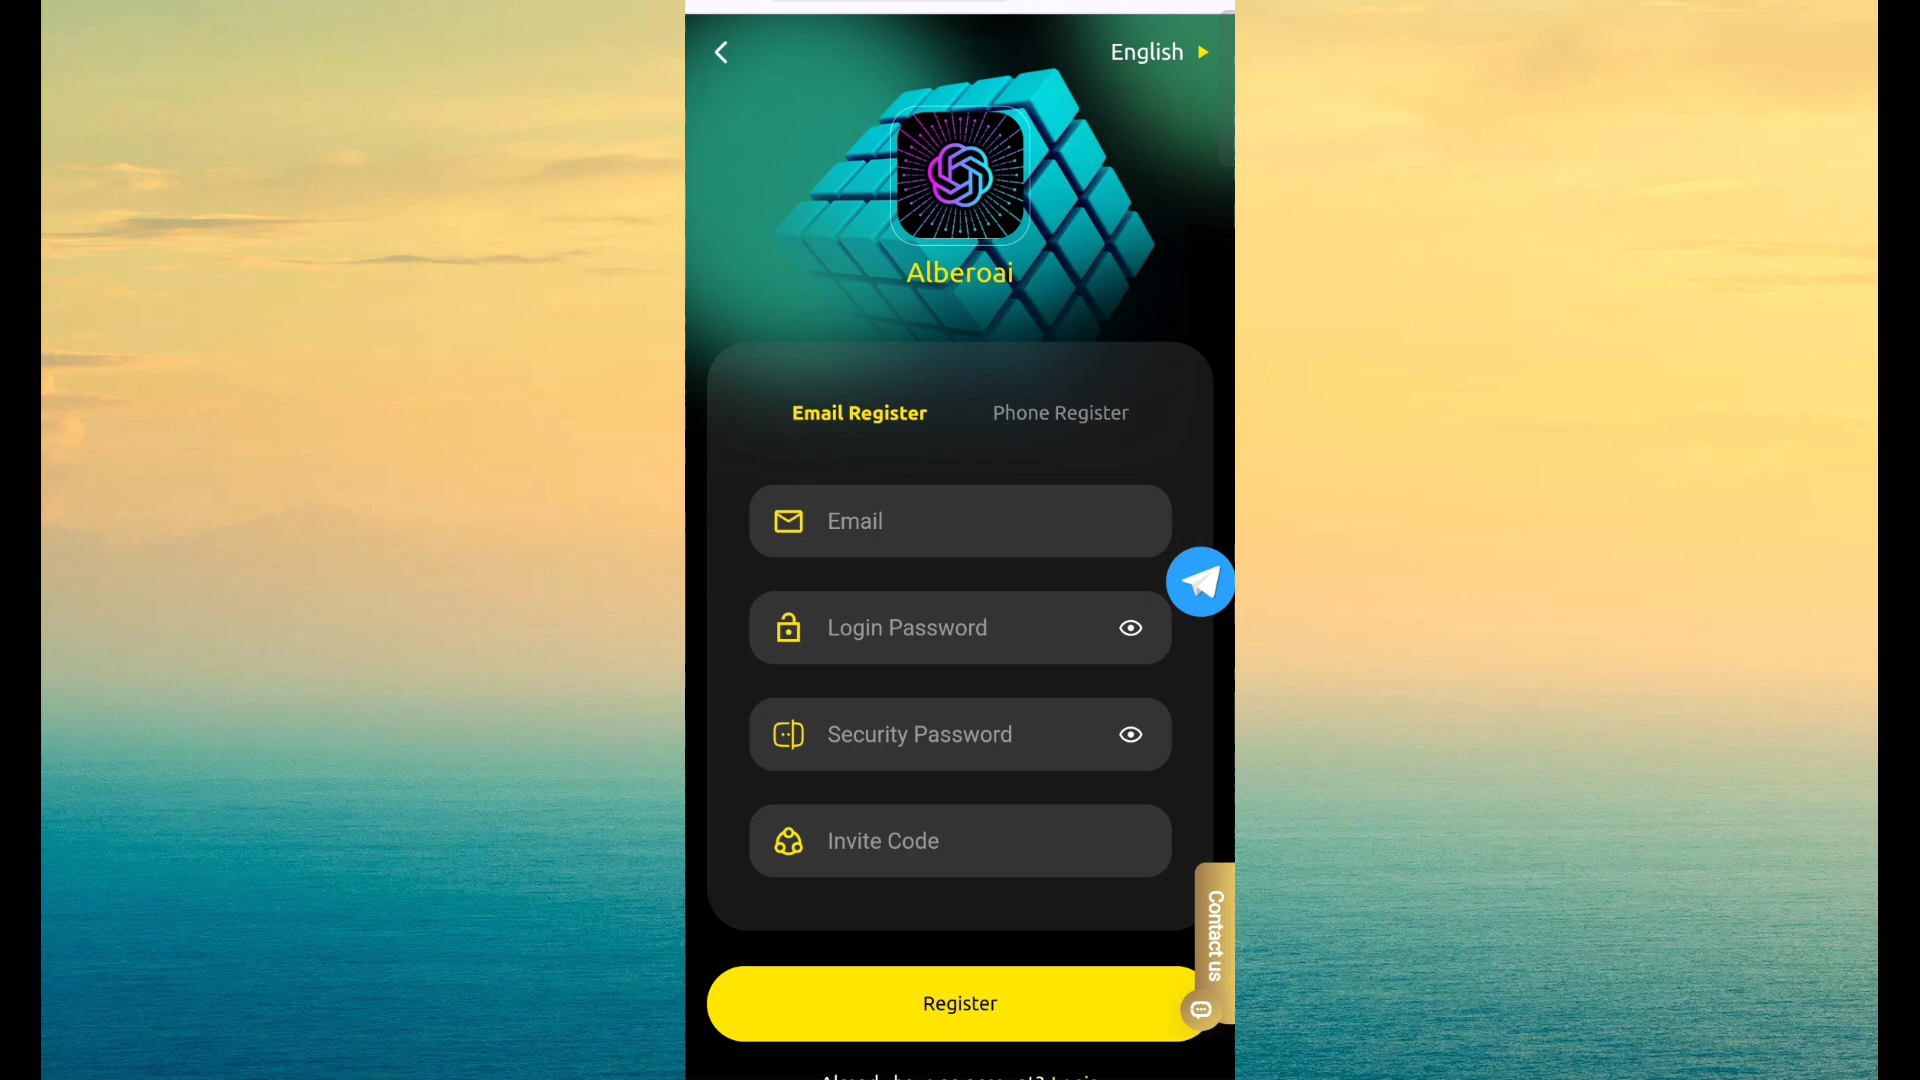 English
Alberoai
Email Register
Phone Register
Email
Login Password
Security Password
Invite Code
Contact us
Register